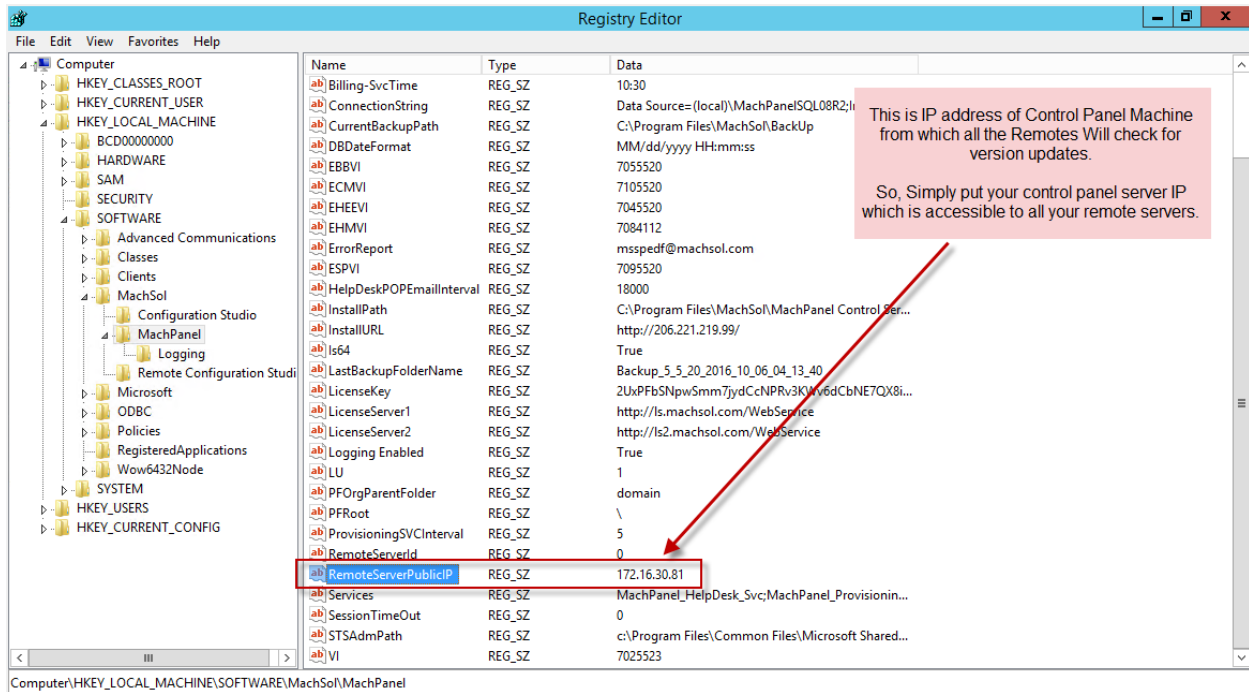 Registry Editor
File Edit View Favorites Help
Computer
HKEY_CLASSES_ROOT
HKEY_CURRENT_USER
HKEY_LOCAL_MACHINE
BCD00000000
HARDWARE
SAM
SECURITY
SOFTWARE
Advanced Communications
Classes
Clients
MachSol
Configuration Studio
MachPanel
Logging
Remote Configuration Studi
Microsoft
ODBC
Policies
RegisteredApplications
Wow6432Node
SYSTEM
HKEY_USERS
HKEY_CURRENT_CONFIG
Name Type Data
Billing-SvcTime REG_SZ 10:30
ConnectionString REG_SZ Data Source=(local)\MachPanelSQL08R2;
CurrentBackupPath REG_SZ C:\Program Files\MachSol\BackUp
DBDateFormat REG_SZ MM/dd/yyyy HH:mm:ss
EBBVI REG_SZ 7055520
ECMVI REG_SZ 7105520
EHEEVI REG_SZ 7045520
EHMVI REG_SZ 7084112
ErrorReport REG_SZ msspedf@machsol.com
ESPVI REG_SZ 7095520
HelpDeskPOPEmailInterval REG_SZ 18000
InstallPath REG_SZ C:\Program Files\MachSol\MachPanel Control Ser...
InstallURL REG_SZ http://206.221.219.99/
Is64 REG_SZ True
LastBackupFolderName REG_SZ Backup_5_5_20_2016_10_06_04_13_40
LicenseKey REG_SZ
LicenseServer1 REG_SZ http://ls.machsol.com/WebService
LicenseServer2 REG_SZ http://ls2.machsol.com/WebService
Logging Enabled REG_SZ True
LU REG_SZ 1
PFOrgParentFolder REG_SZ domain
PFRoot REG_SZ \
ProvisioningSVCInterval REG_SZ 5
RemoteServerId REG_SZ 0
RemoteServerPublicIP REG_SZ 172.16.30.81
Services REG_SZ MachPanel_HelpDesk_Svc;MachPanel_Provisionin...
SessionTimeOut REG_SZ 0
STSAdmPath REG_SZ c:\Program Files\Common Files\Microsoft Shared...
VI REG_SZ 7025523
This is IP address of Control Panel Machine
from which all the Remotes Will check for
version updates.
So, Simply put your control panel server IP
which is accessible to all your remote servers.
Computer\HKEY_LOCAL_MACHINE\SOFTWARE\MachSol\MachPanel